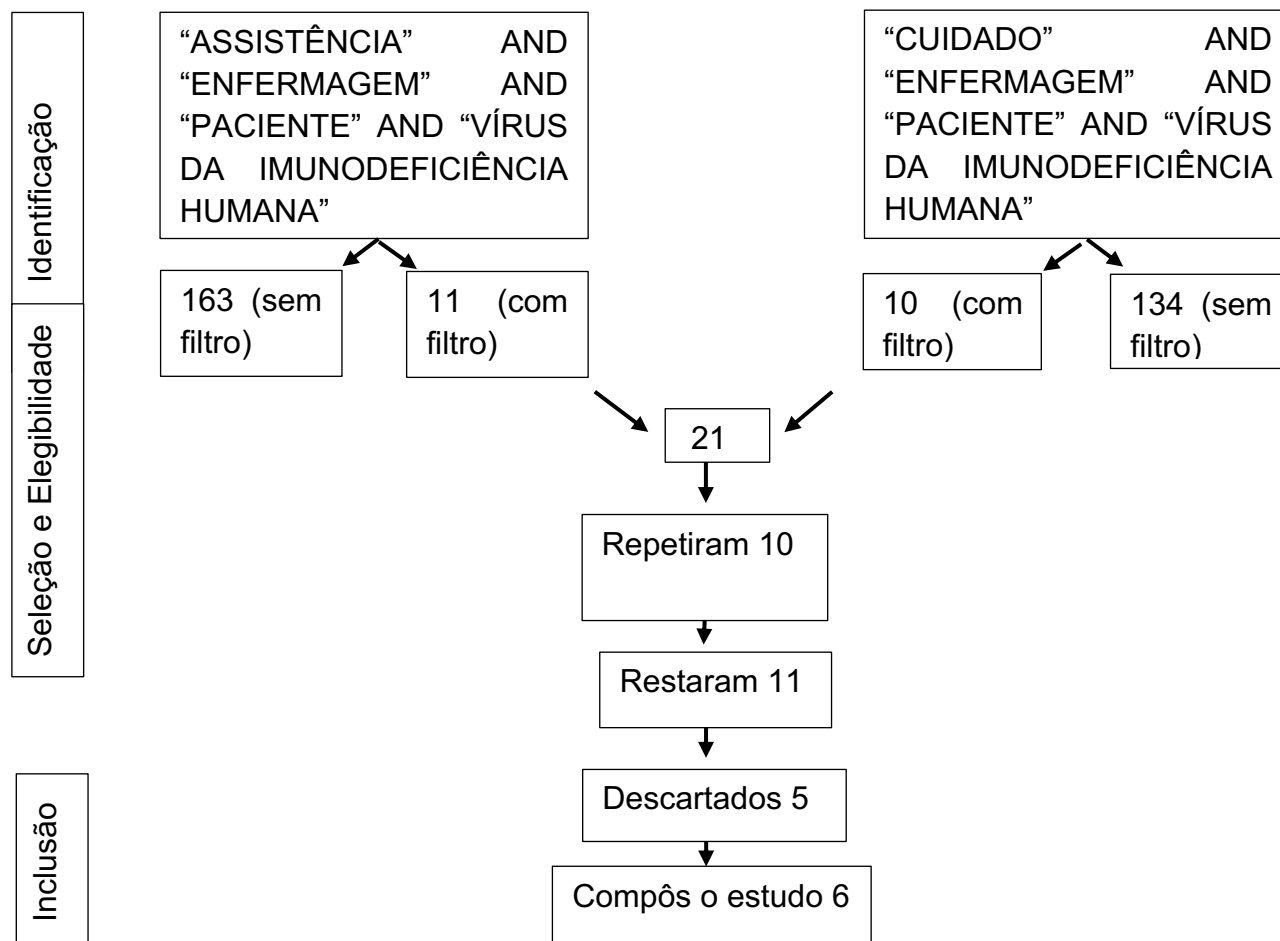 “ASSISTÊNCIA” AND
“ENFERMAGEM” AND
“PACIENTE” AND “VÍRUS
DA IMUNODEFICIÊNCIA
HUMANA”
“CUIDADO” AND
“ENFERMAGEM” AND
“PACIENTE” AND “VÍRUS
DA IMUNODEFICIÊNCIA
HUMANA”
Identificação
163 (sem
filtro)
11 (com
filtro)
10 (com
filtro)
134 (sem
filtro)
Seleção e Elegibilidade
21
Repetiram 10
Restaram 11
Descartados 5
Inclusão
Compôs o estudo 6